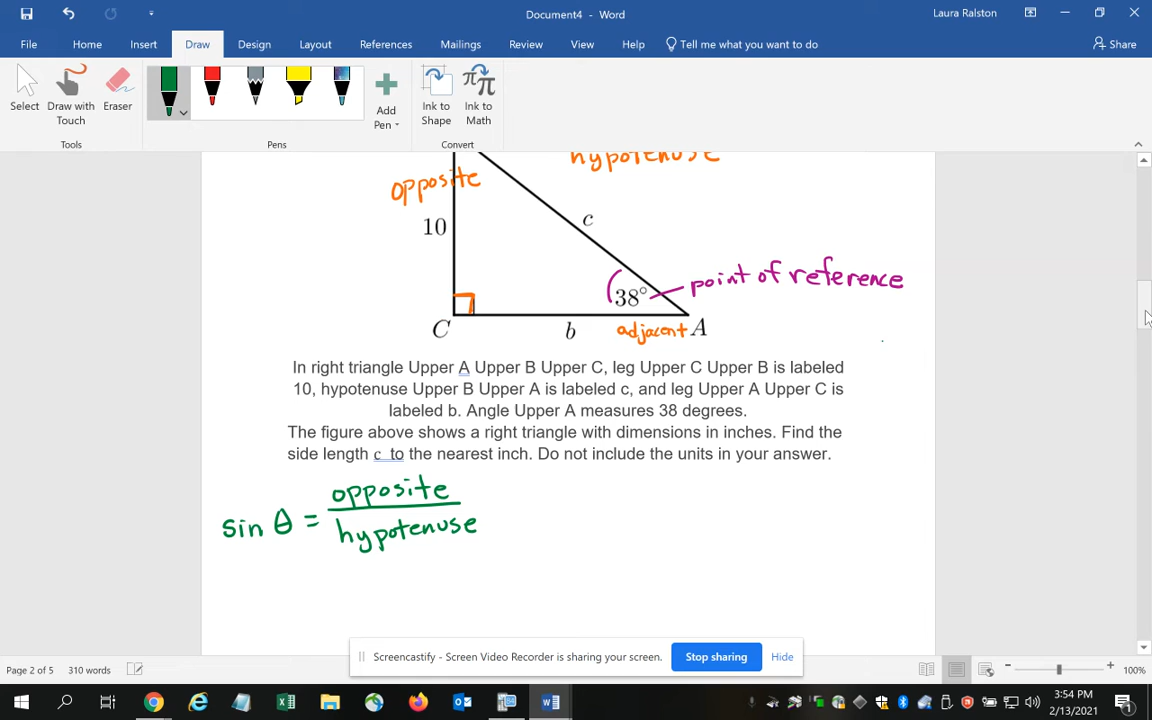 Document4 - Word
Laura Ralston
File Home Insert Draw Design Layout References Mailings Review View Help Tell me what you want to do Share
Select
Draw with Touch
Eraser
Add Pen
Ink to Shape
Ink to Math
Tools
Pens
Convert
hypotenuse
opposite
10
c
38°
point of reference
C
b
adjacent
A
In right triangle Upper A Upper B Upper C, leg Upper C Upper B is labeled
10, hypotenuse Upper B Upper A is labeled c, and leg Upper A Upper C is
labeled b. Angle Upper A measures 38 degrees.
The figure above shows a right triangle with dimensions in inches. Find the
side length c to the nearest inch. Do not include the units in your answer.
sin θ = opposite
hypotenuse
Screencastify - Screen Video Recorder is sharing your screen. Stop sharing Hide
Page 2 of 5 310 words
100%
3:54 PM
2/13/2021